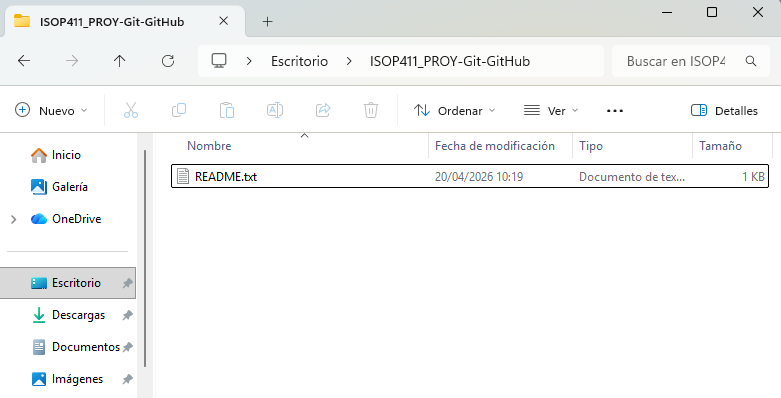 ISOP411_PROY-Git-GitHub
Escritorio > ISOP411_PROY-Git-GitHub
Buscar en ISOP4
Nuevo
Ordenar
Ver
Detalles
Nombre Fecha de modificación Tipo Tamaño
README.txt 20/04/2026 10:19 Documento de tex... 1 KB
Inicio
Galería
OneDrive
Escritorio
Descargas
Documentos
Imágenes